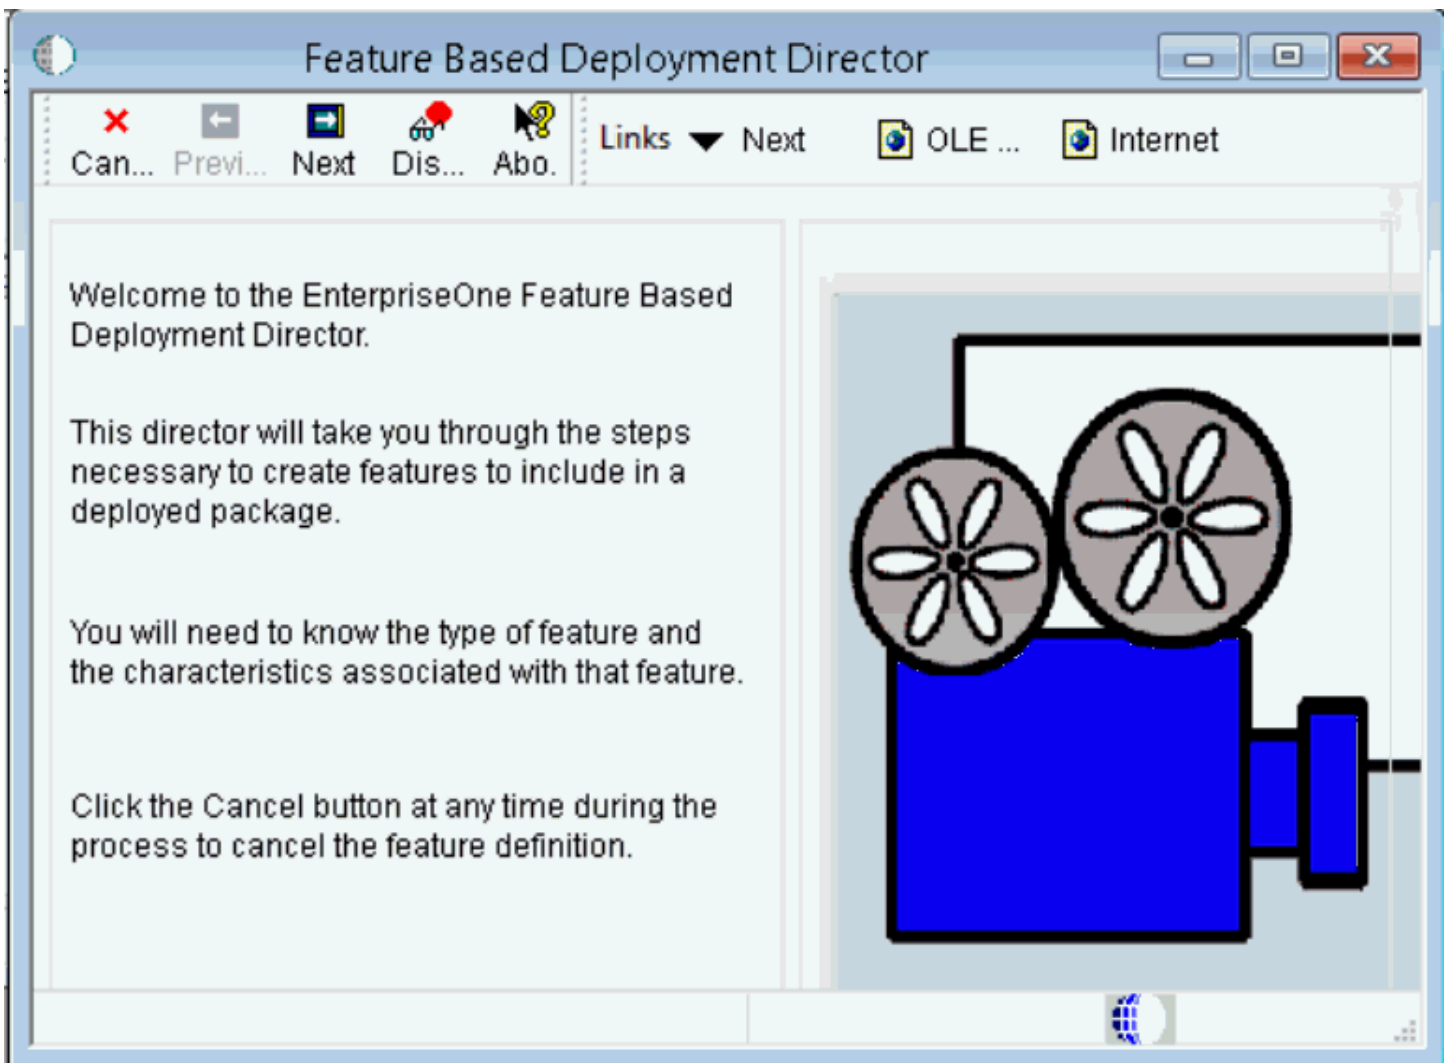 Feature Based Deployment Director
Can... Previ... Next Dis... Abo. Links Next OLE ... Internet
Welcome to the EnterpriseOne Feature Based
Deployment Director.
This director will take you through the steps
necessary to create features to include in a
deployed package.
You will need to know the type of feature and
the characteristics associated with that feature.
Click the Cancel button at any time during the
process to cancel the feature definition.